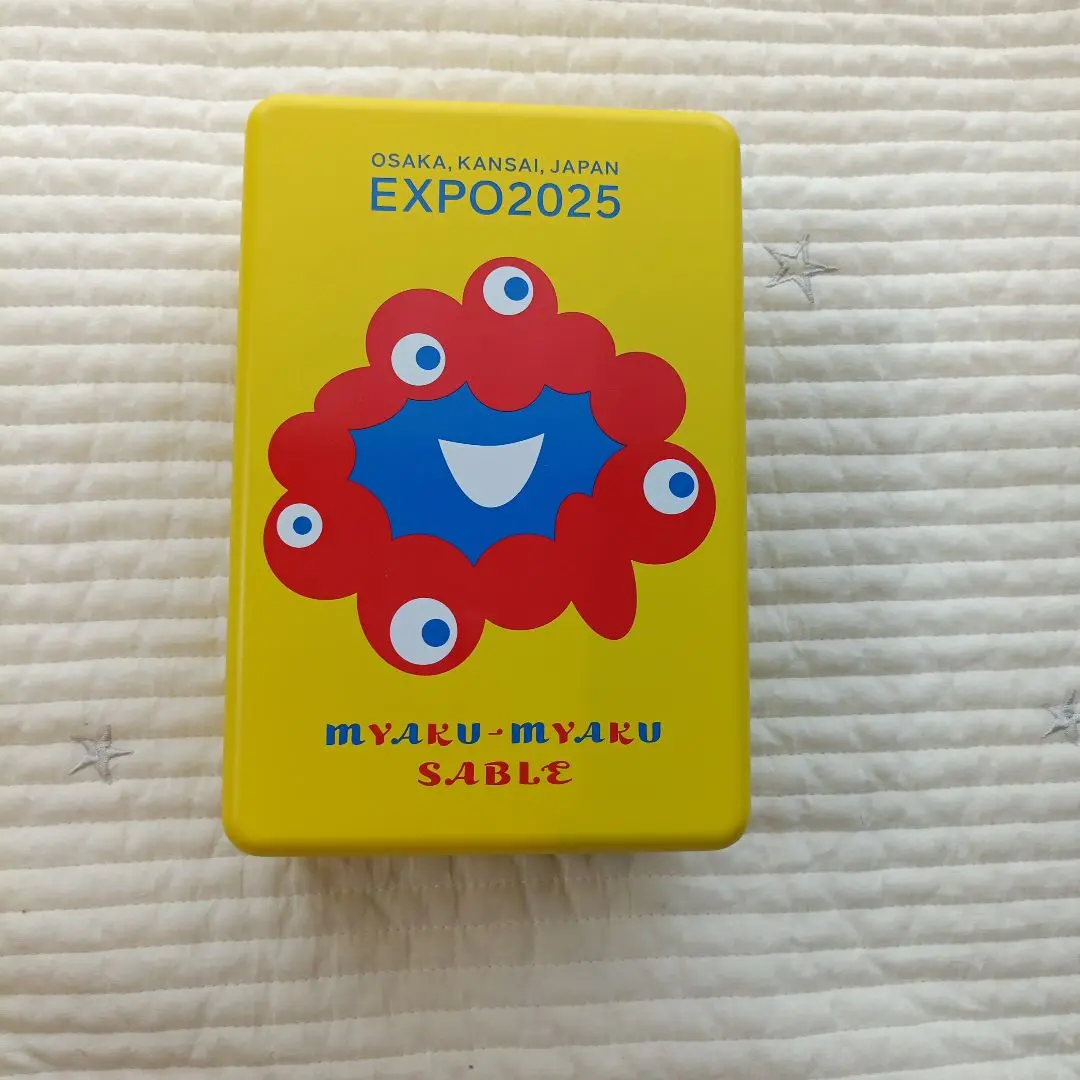 OSAKA, KANSAI, JAPAN
EXPO2025
MYAKU-MYAKU
SABLE